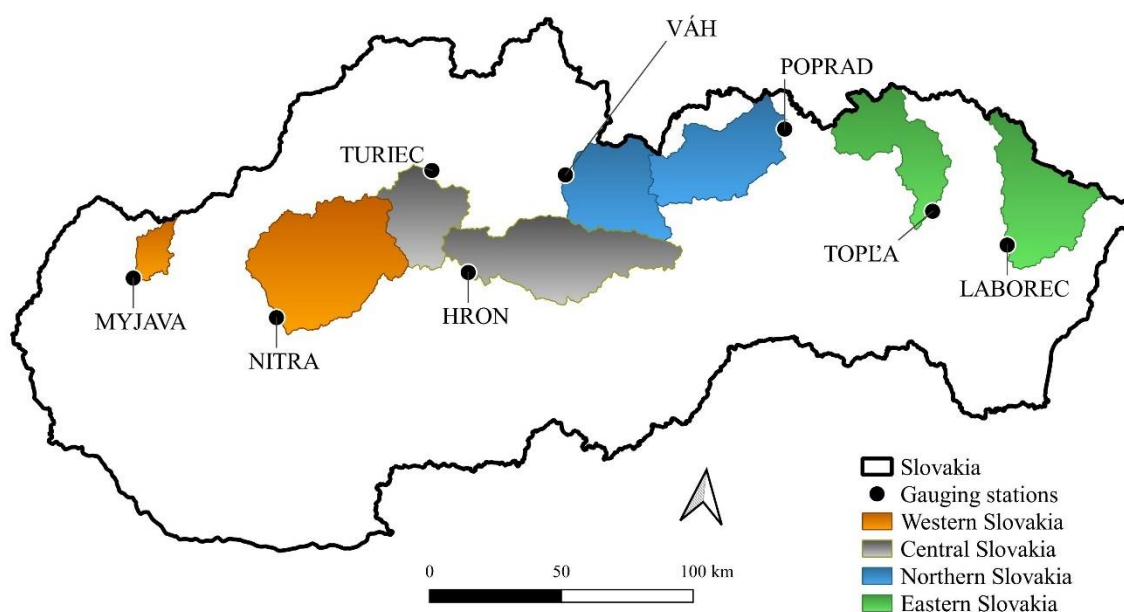 VÁH
POPRAD
TURIEC
TOPĽA
LABOREC
MYJAVA
HRON
NITRA
Slovakia
Gauging stations
Western Slovakia
Central Slovakia
Northern Slovakia
Eastern Slovakia
0 50 100 km